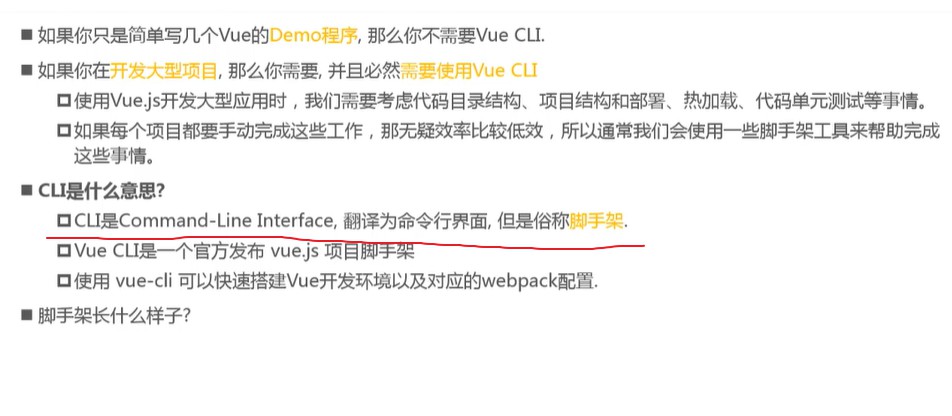 ■ 如果你只是简单写几个Vue的Demo程序, 那么你不需要Vue CLI.
■ 如果你在开发大型项目, 那么你需要, 并且必然需要使用Vue CLI
使用Vue.js开发大型应用时，我们需要考虑代码目录结构、项目结构和部署、热加载、代码单元测试等事情。
如果每个项目都要手动完成这些工作，那无疑效率比较低效，所以通常我们会使用一些脚手架工具来帮助完成
这些事情。
■ CLI是什么意思?
CLI是Command-Line Interface, 翻译为命令行界面, 但是俗称脚手架.
Vue CLI是一个官方发布 vue.js 项目脚手架
使用 vue-cli 可以快速搭建Vue开发环境以及对应的webpack配置.
■ 脚手架长什么样子?